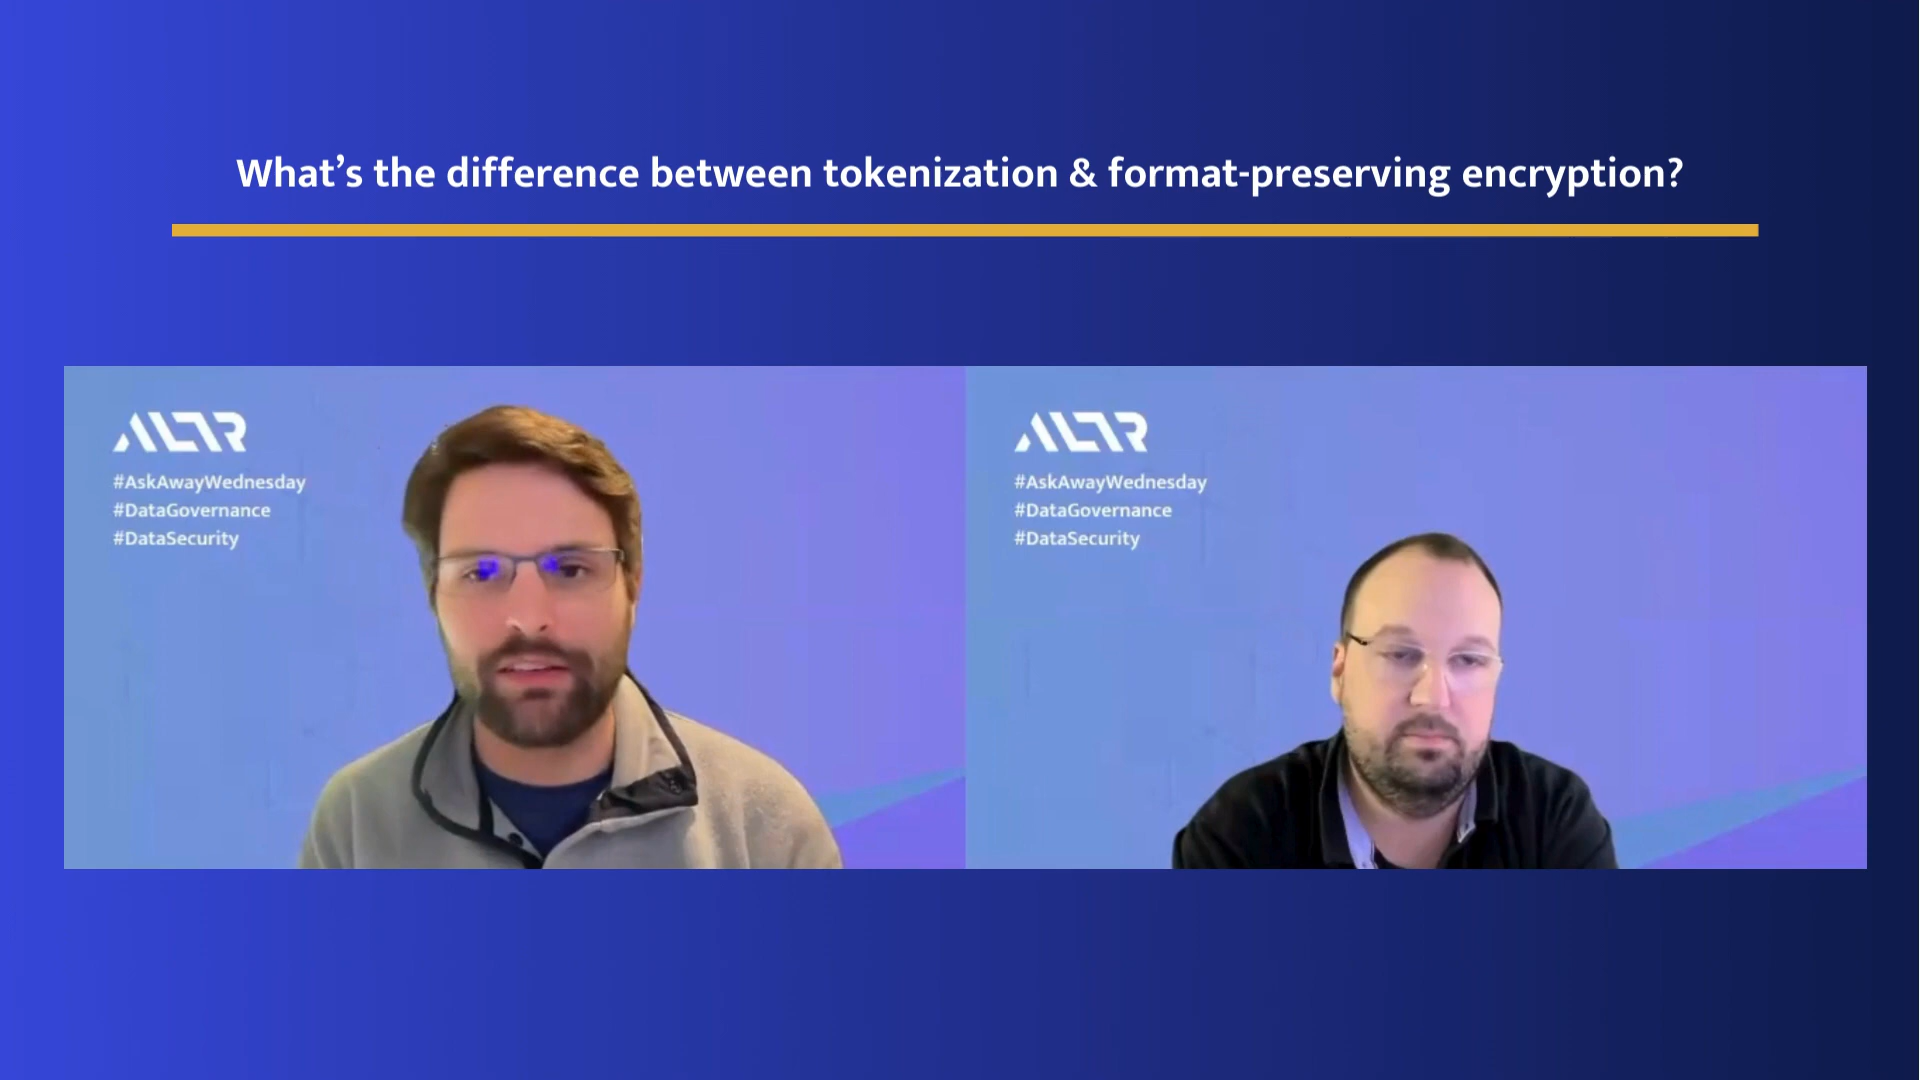 What’s the difference between tokenization & format-preserving encryption?
ALTR
#AskAwayWednesday
#DataGovernance
#DataSecurity
ALTR
#AskAwayWednesday
#DataGovernance
#DataSecurity